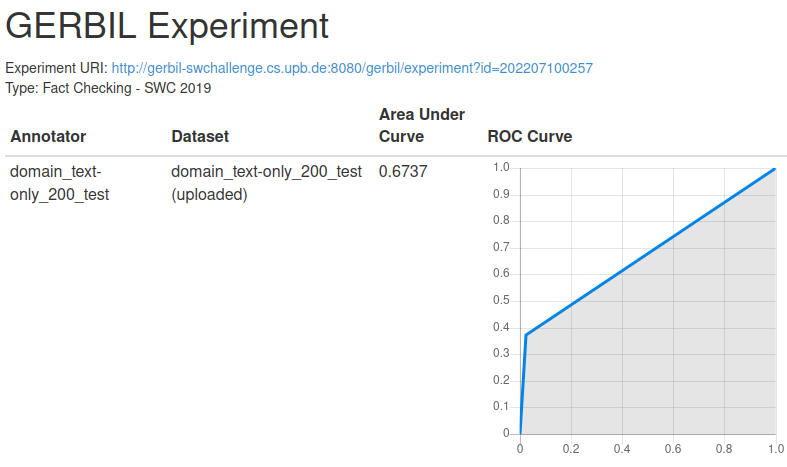 GERBIL Experiment
Experiment URI: http://gerbil-swchallenge.cs.upb.de:8080/gerbil/experiment?id=202207100257
Type: Fact Checking - SWC 2019
Annotator Dataset Area Under Curve ROC Curve
domain_text-only_200_test domain_text-only_200_test (uploaded) 0.6737
1.0
0.9
0.8
0.7
0.6
0.5
0.4
0.3
0.2
0.1
0
0 0.2 0.4 0.6 0.8 1.0